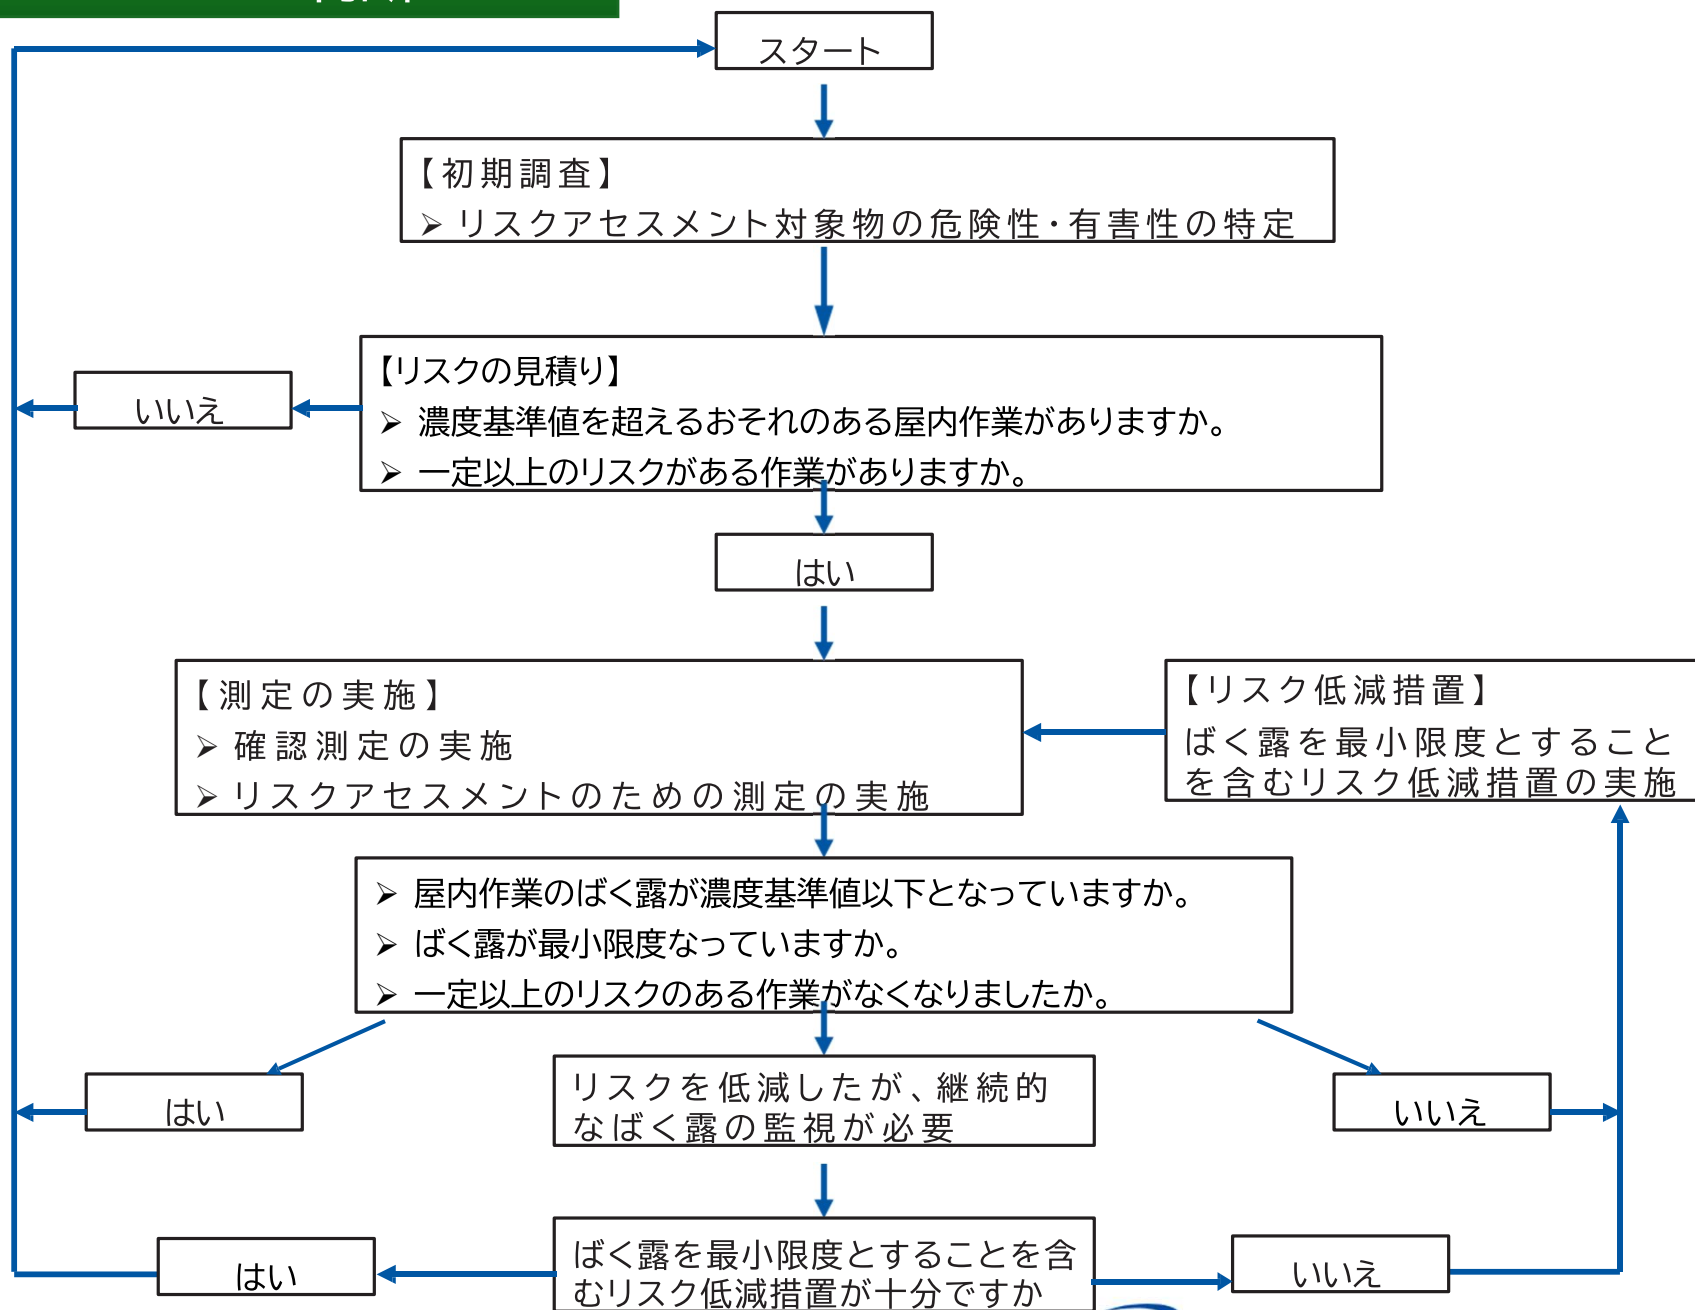 スタート
【初期調査】
➢ リスクアセスメント対象物の危険性・有害性の特定
【リスクの見積り】
➢ 濃度基準値を超えるおそれのある屋内作業がありますか。
➢ 一定以上のリスクがある作業がありますか。
いいえ
はい
【測定の実施】
➢ 確認測定の実施
➢ リスクアセスメントのための測定の実施
【リスク低減措置】
ばく露を最小限度とすること
を含むリスク低減措置の実施
➢ 屋内作業のばく露が濃度基準値以下となっていますか。
➢ ばく露が最小限度なっていますか。
➢ 一定以上のリスクのある作業がなくなりましたか。
はい
リスクを低減したが、継続的
なばく露の監視が必要
いいえ
はい
ばく露を最小限度とすることを含
むリスク低減措置が十分ですか
いいえ